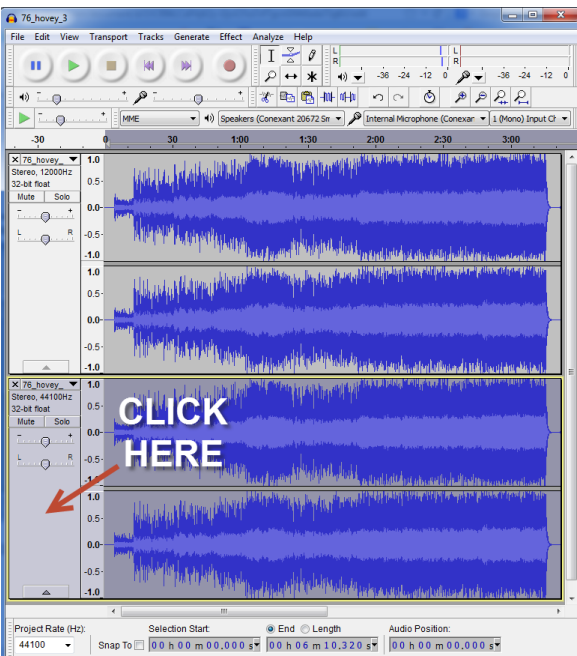 76_hovey_3
File Edit View Transport Tracks Generate Effect Analyze Help
L
R
L
R
-36 -24 -12 0
-36 -24 -12 0
- +
- +
- +
MME
Speakers (Conexant 20672 Sm
Internal Microphone (Conexar
1 (Mono) Input Ch
-30 0 30 1:00 1:30 2:00 2:30 3:00
76_hovey_
Stereo, 12000Hz
32-bit float
Mute Solo
- +
L R
1.0
0.5-
0.0-
-0.5-
-1.0
1.0
0.5-
0.0-
-0.5-
-1.0
76_hovey_
Stereo, 44100Hz
32-bit float
Mute Solo
- +
L R
1.0
0.5-
0.0-
-0.5-
-1.0
CLICK
HERE
1.0
0.5-
0.0-
-0.5-
-1.0
Project Rate (Hz): Selection Start: End Length Audio Position:
44100 Snap To 00 h 00 m 00.000 s 00 h 06 m 10.320 s 00 h 00 m 00.000 s